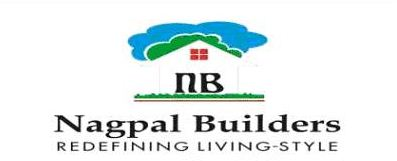 NB
Nagpal Builders
REDEFINING LIVING-STYLE